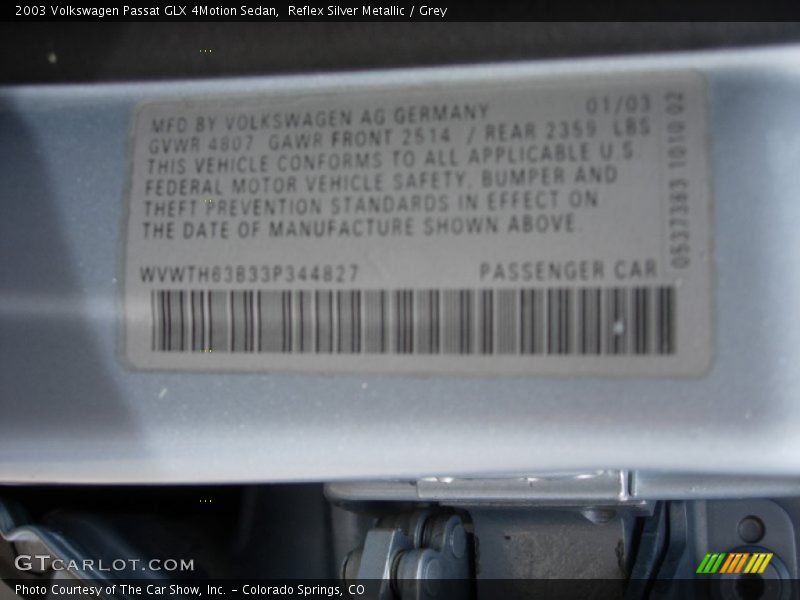 2003 Volkswagen Passat GLX 4Motion Sedan,  Reflex Silver Metallic / Grey
MFD BY VOLKSWAGEN AG GERMANY 01/03
GVWR 4807 GAWR FRONT 2514 / REAR 2359 LBS
THIS VEHICLE CONFORMS TO ALL APPLICABLE U S
FEDERAL MOTOR VEHICLE SAFETY, BUMPER AND
THEFT PREVENTION STANDARDS IN EFFECT ON
THE DATE OF MANUFACTURE SHOWN ABOVE.
WVWTH63B33P344827 PASSENGER CAR
0537383 1010 02
GTCARLOT.COM
Photo Courtesy of The Car Show, Inc. - Colorado Springs, CO